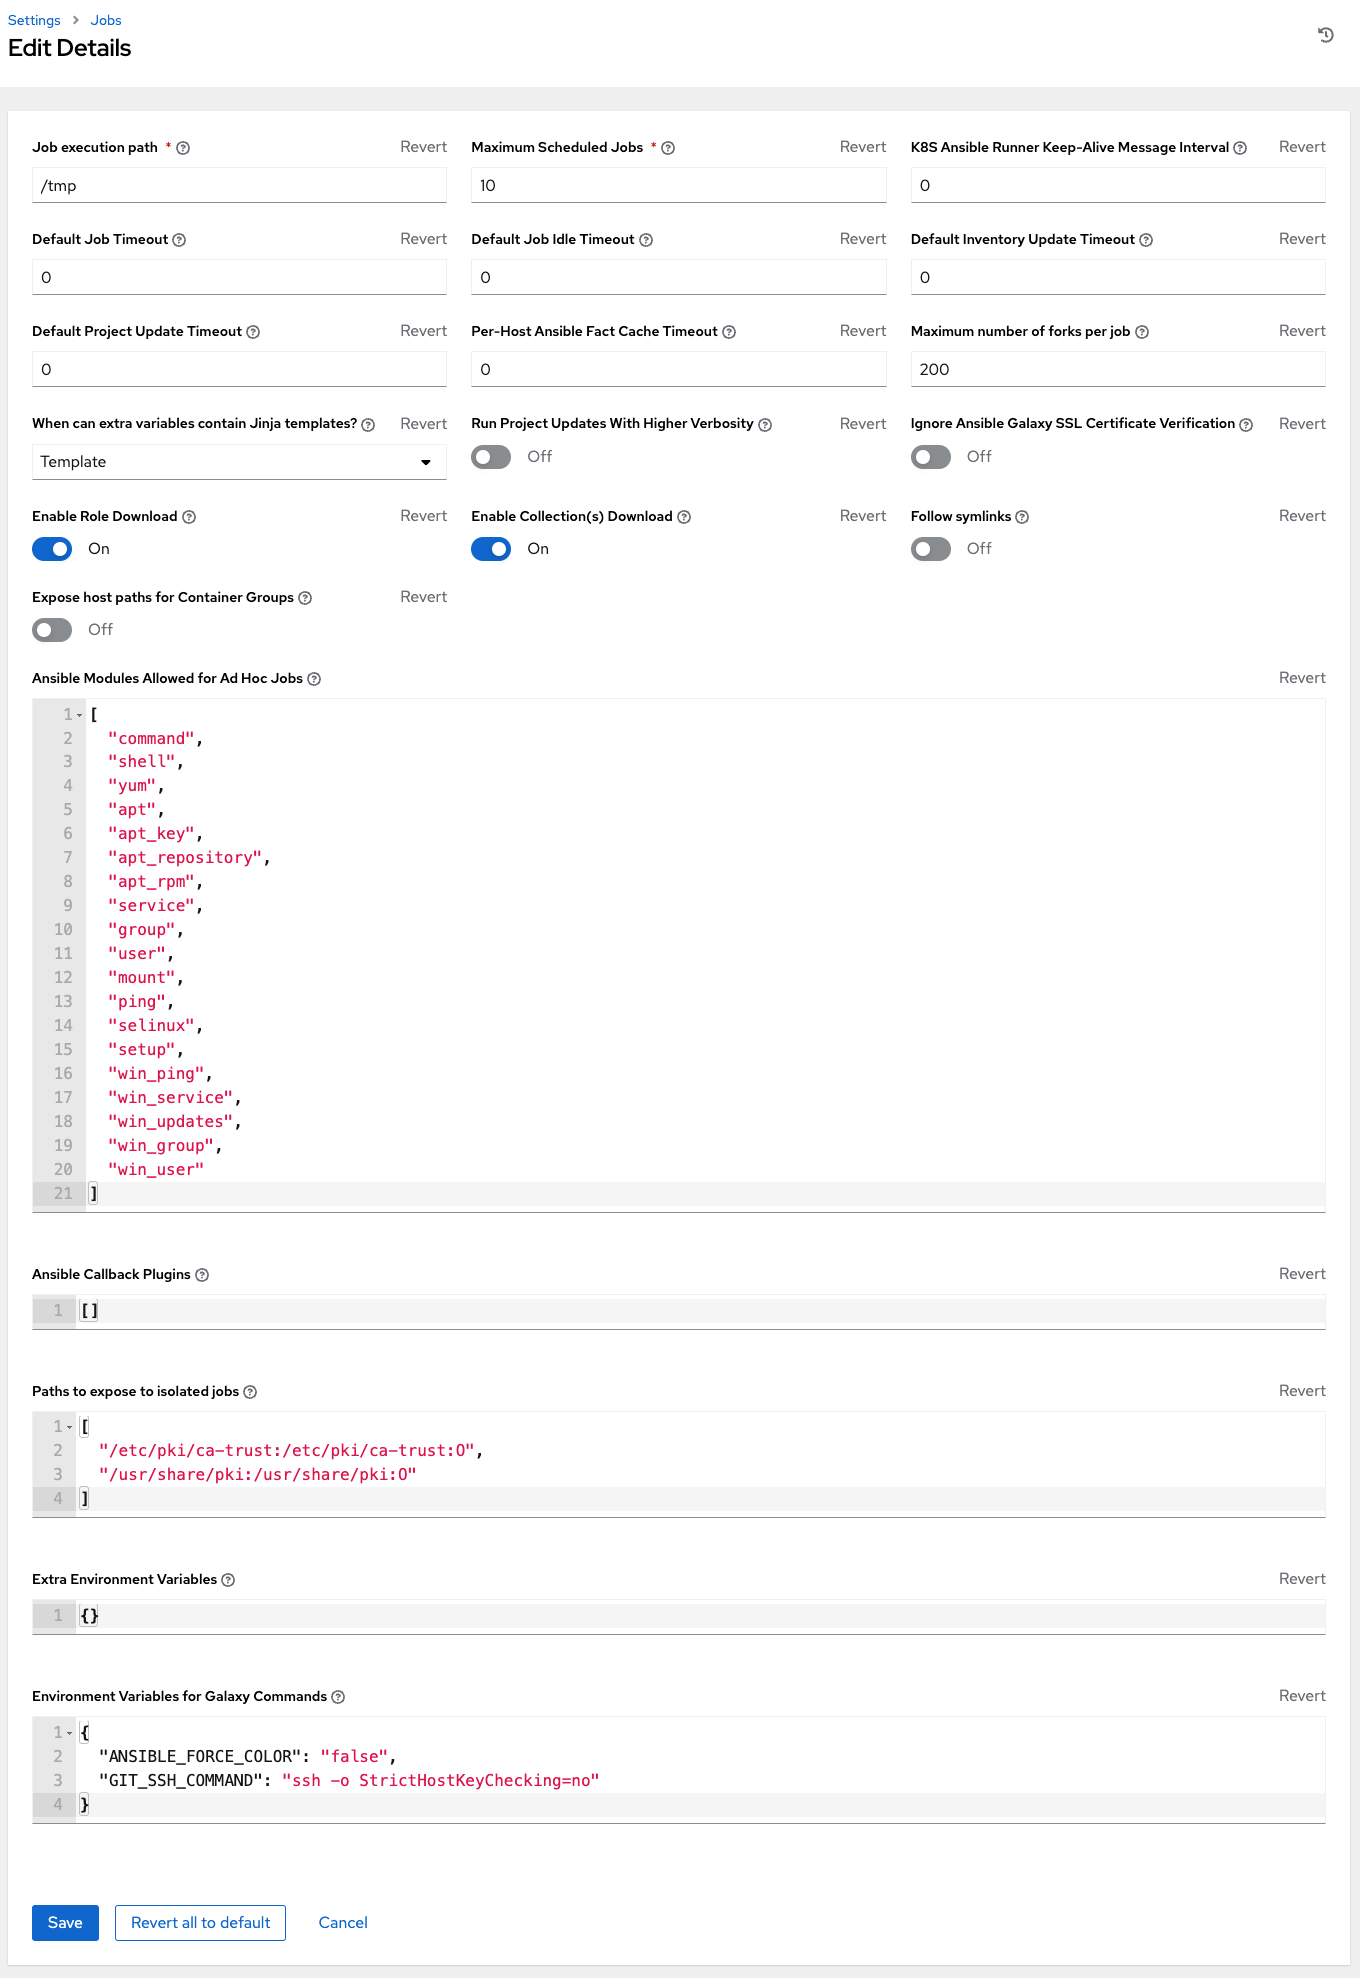 Settings > Jobs
Edit Details
Job execution path * Revert
/tmp
Maximum Scheduled Jobs * Revert
10
K8S Ansible Runner Keep-Alive Message Interval Revert
0
Default Job Timeout Revert
0
Default Job Idle Timeout Revert
0
Default Inventory Update Timeout Revert
0
Default Project Update Timeout Revert
0
Per-Host Ansible Fact Cache Timeout Revert
0
Maximum number of forks per job Revert
200
When can extra variables contain Jinja templates? Revert
Template
Run Project Updates With Higher Verbosity Revert
Off
Ignore Ansible Galaxy SSL Certificate Verification Revert
Off
Enable Role Download Revert
On
Enable Collection(s) Download Revert
On
Follow symlinks Revert
Off
Expose host paths for Container Groups Revert
Off
Ansible Modules Allowed for Ad Hoc Jobs Revert
1 [
2 "command",
3 "shell",
4 "yum",
5 "apt",
6 "apt_key",
7 "apt_repository",
8 "apt_rpm",
9 "service",
10 "group",
11 "user",
12 "mount",
13 "ping",
14 "selinux",
15 "setup",
16 "win_ping",
17 "win_service",
18 "win_updates",
19 "win_group",
20 "win_user"
21 ]
Ansible Callback Plugins Revert
1 []
Paths to expose to isolated jobs Revert
1 [
2 "/etc/pki/ca-trust:/etc/pki/ca-trust:O",
3 "/usr/share/pki:/usr/share/pki:O"
4 ]
Extra Environment Variables Revert
1 {}
Environment Variables for Galaxy Commands Revert
1 {
2 "ANSIBLE_FORCE_COLOR": "false",
3 "GIT_SSH_COMMAND": "ssh -o StrictHostKeyChecking=no"
4 }
Save Revert all to default Cancel